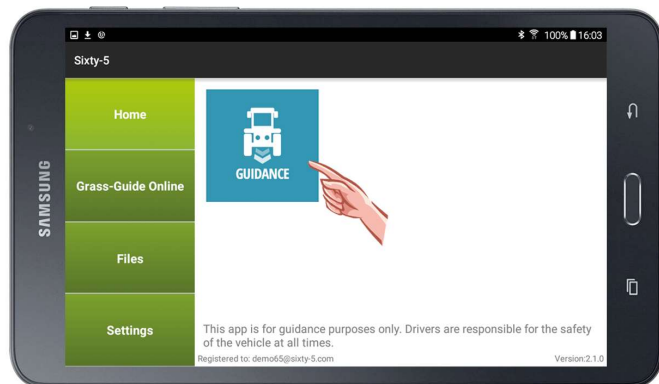 100% 16:03
Sixty-5
Home
GUIDANCE
Grass-Guide Online
Files
Settings
This app is for guidance purposes only. Drivers are responsible for the safety
of the vehicle at all times.
Registered to: demo65@sixty-5.com
Version:2.1.0
SAMSUNG